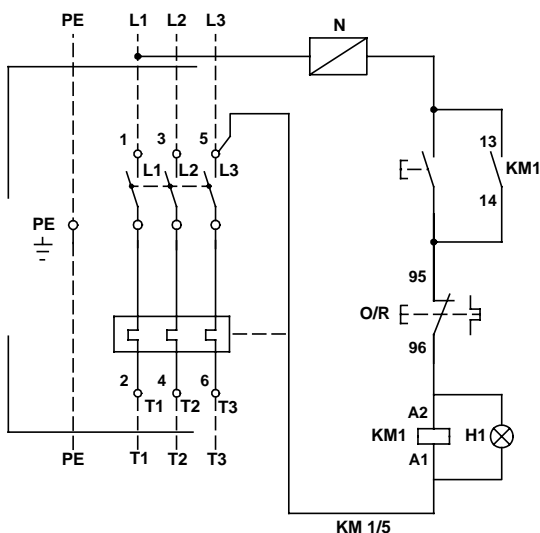 PE L1 L2 L3 N
1 3 5
L1 L2 L3
13
KM1
14
PE
95
O/R
96
2 4 6
T1 T2 T3
A2
KM1 H1
A1
PE T1 T2 T3
KM 1/5